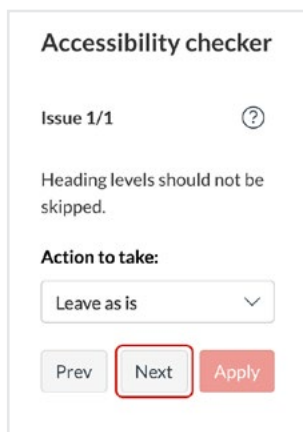 Accessibility checker
Issue 1/1
?
Heading levels should not be
skipped.
Action to take:
Leave as is
Prev Next Apply